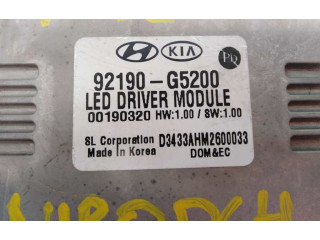 HYUNDAI KIA
92190-G5200
LED DRIVER MODULE
00190320 HW:1.00 / SW:1.00
SL Corporation D3433AHM2600033
Made in Korea DOM&EC